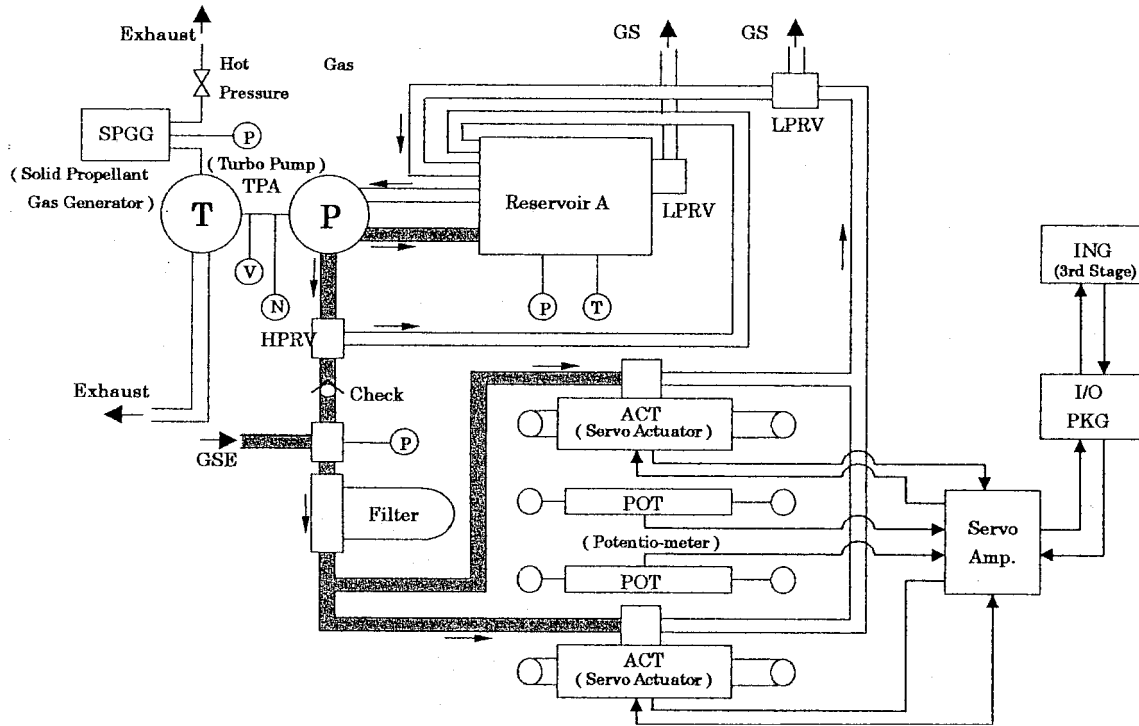 Exhaust
GS
GS
Hot Gas
Pressure
SPGG
P
LPRV
( Solid Propellant
Gas Generator )
( Turbo Pump )
TPA
T
P
Reservoir A
LPRV
V
N
P
T
HPRV
ING
(3rd Stage)
Exhaust
Check
I/O
PKG
ACT
( Servo Actuator )
GSE
P
Filter
POT
( Potentio-meter )
POT
Servo
Amp.
ACT
( Servo Actuator )